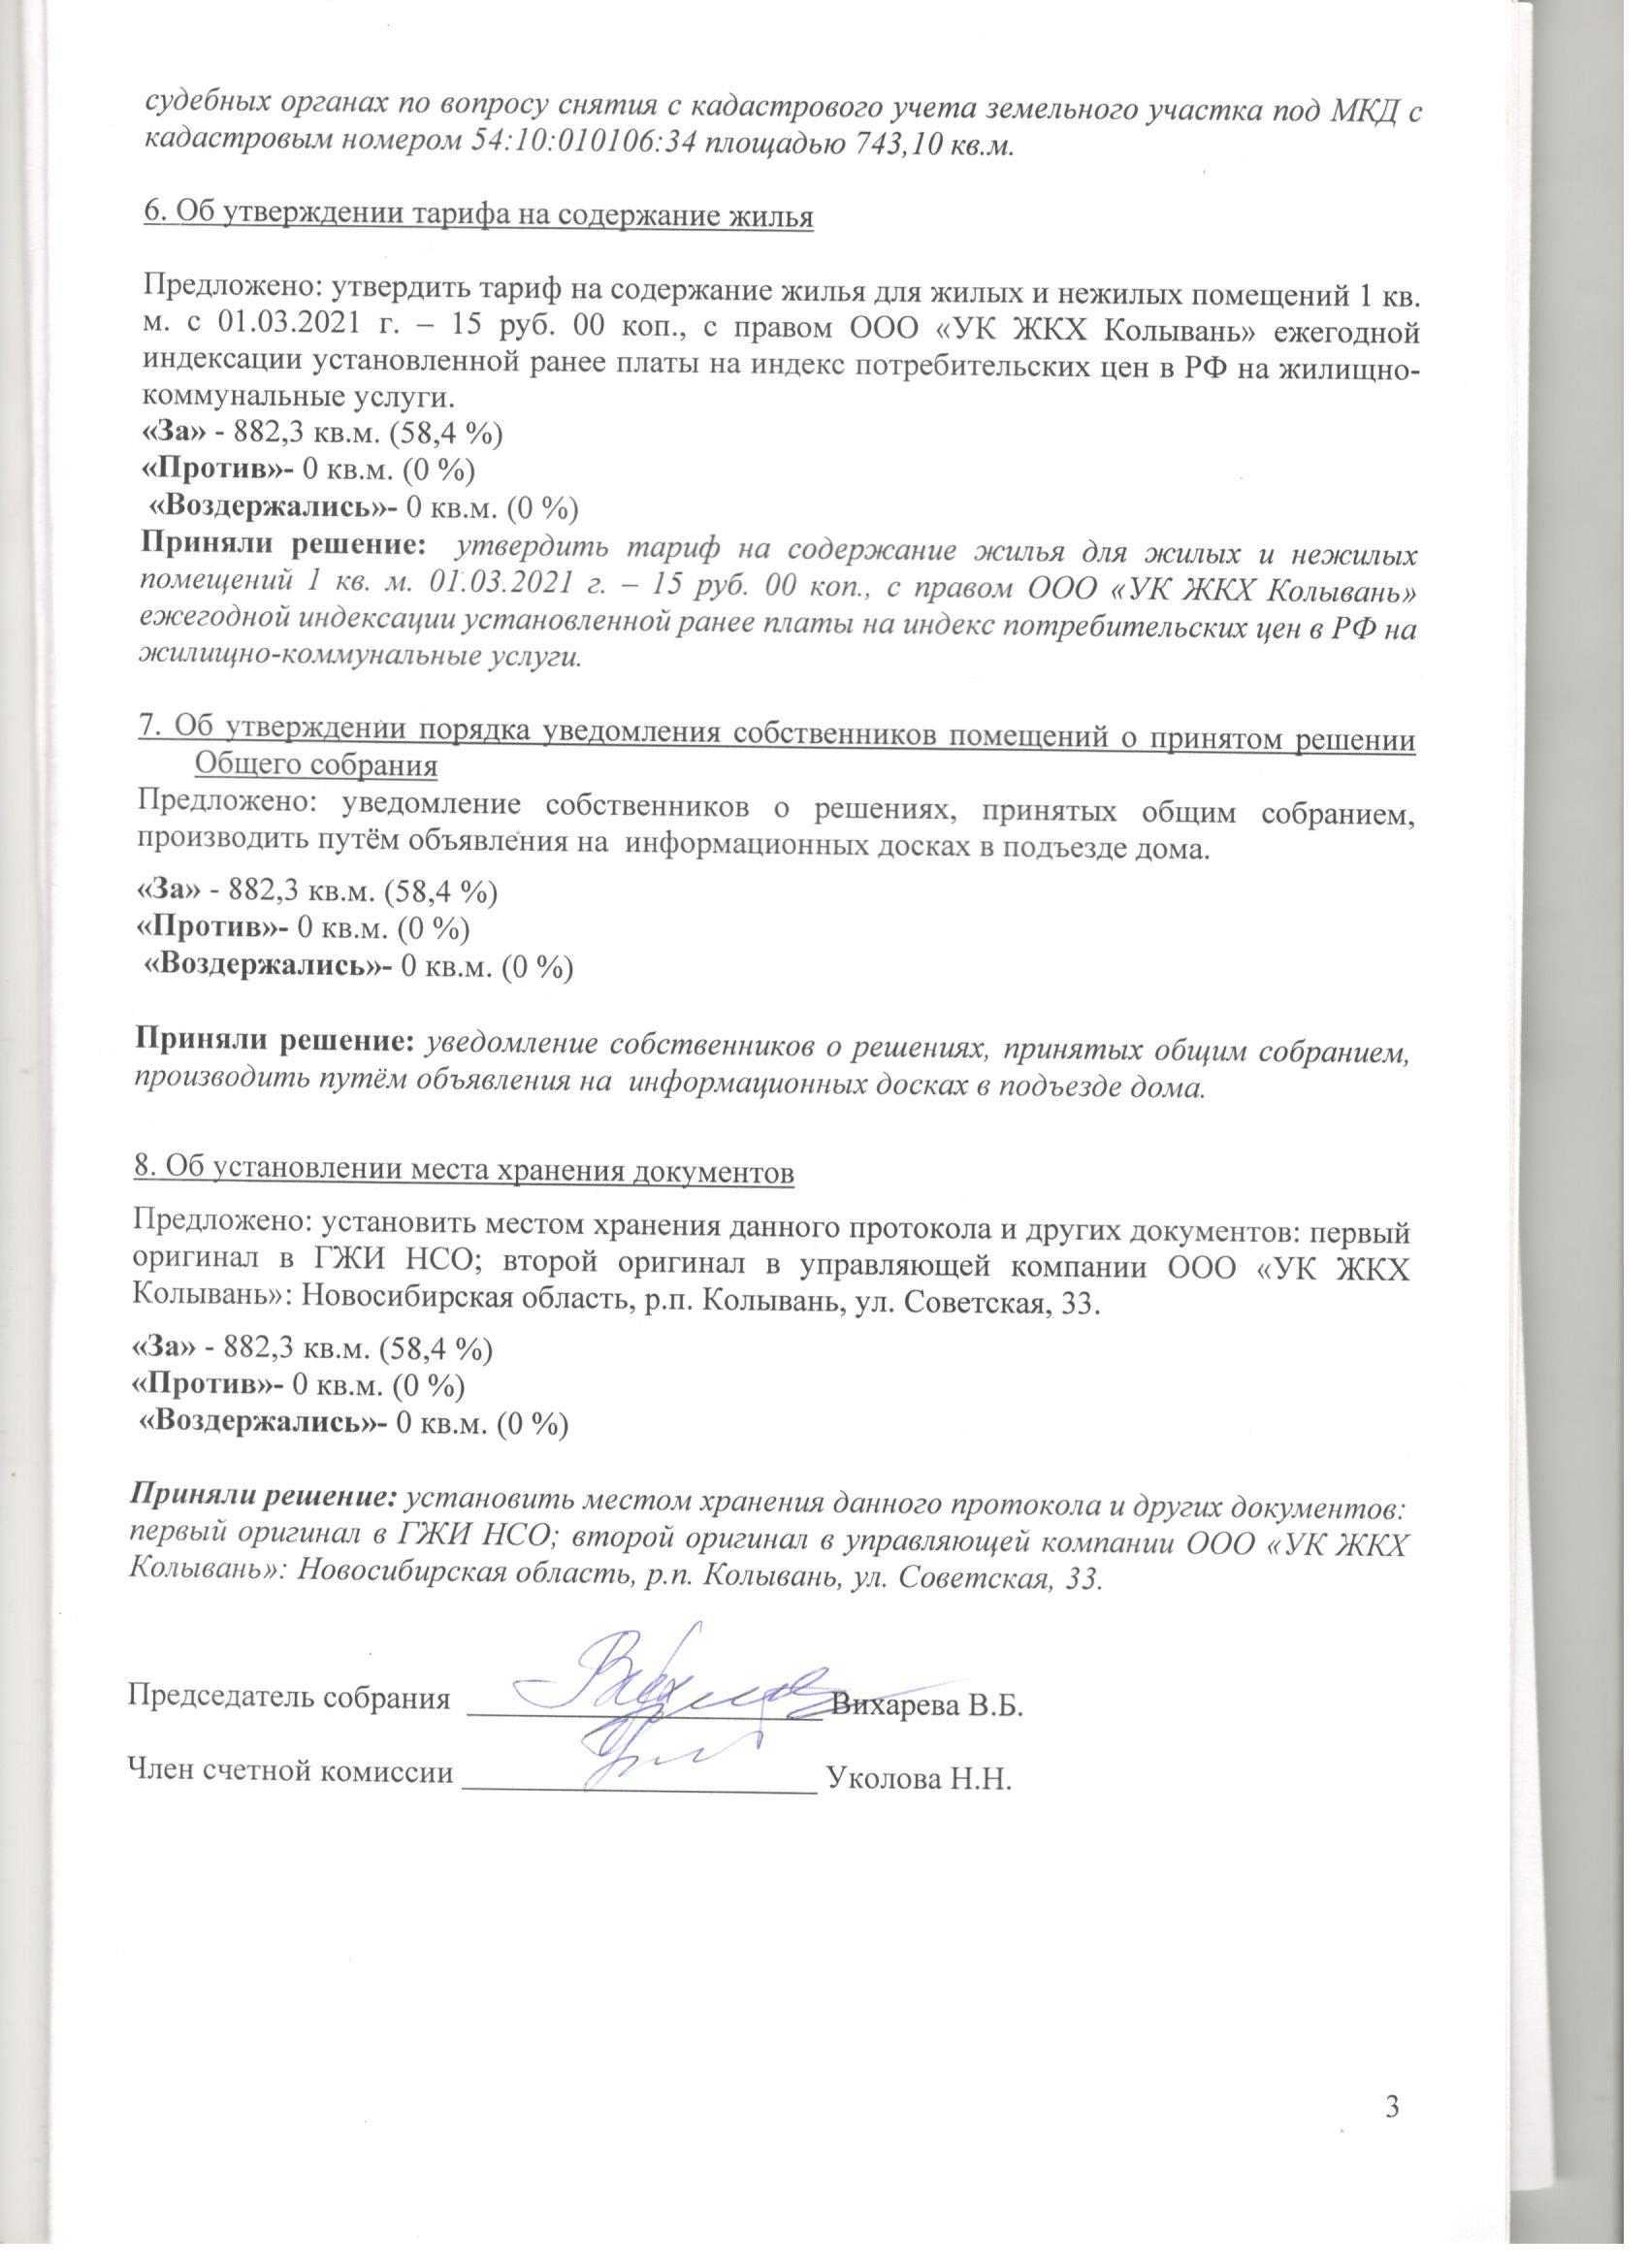 судебных органах по вопросу снятия с кадастрового учета земельного участка под МКД с
кадастровым номером 54:10:010106:34 площадью 743,10 кв.м.
6. Об утверждении тарифа на содержание жилья
Предложено: утвердить тариф на содержание жилья для жилых и нежилых помещений 1 кв.
м. с 01.03.2021 г. – 15 руб. 00 коп., с правом ООО «УК ЖКХ Колывань» ежегодной
индексации установленной ранее платы на индекс потребительских цен в РФ на жилищно-
коммунальные услуги.
«За» - 882,3 кв.м. (58,4 %)
«Против»- 0 кв.м. (0 %)
«Воздержались»- 0 кв.м. (0 %)
Приняли решение: утвердить тариф на содержание жилья для жилых и нежилых
помещений 1 кв. м. 01.03.2021 г. – 15 руб. 00 коп., с правом ООО «УК ЖКХ Колывань»
ежегодной индексации установленной ранее платы на индекс потребительских цен в РФ на
жилищно-коммунальные услуги.
7. Об утверждении порядка уведомления собственников помещений о принятом решении
Общего собрания
Предложено: уведомление собственников о решениях, принятых общим собранием,
производить путём объявления на информационных досках в подъезде дома.
«За» - 882,3 кв.м. (58,4 %)
«Против»- 0 кв.м. (0 %)
«Воздержались»- 0 кв.м. (0 %)
Приняли решение: уведомление собственников о решениях, принятых общим собранием,
производить путём объявления на информационных досках в подъезде дома.
8. Об установлении места хранения документов
Предложено: установить местом хранения данного протокола и других документов: первый
оригинал в ГЖИ НСО; второй оригинал в управляющей компании ООО «УК ЖКХ
Колывань»: Новосибирская область, р.п. Колывань, ул. Советская, 33.
«За» - 882,3 кв.м. (58,4 %)
«Против»- 0 кв.м. (0 %)
«Воздержались»- 0 кв.м. (0 %)
Приняли решение: установить местом хранения данного протокола и других документов:
первый оригинал в ГЖИ НСО; второй оригинал в управляющей компании ООО «УК ЖКХ
Колывань»: Новосибирская область, р.п. Колывань, ул. Советская, 33.
Председатель собрания Вихарева В.Б.
Член счетной комиссии Уколова Н.Н.
3